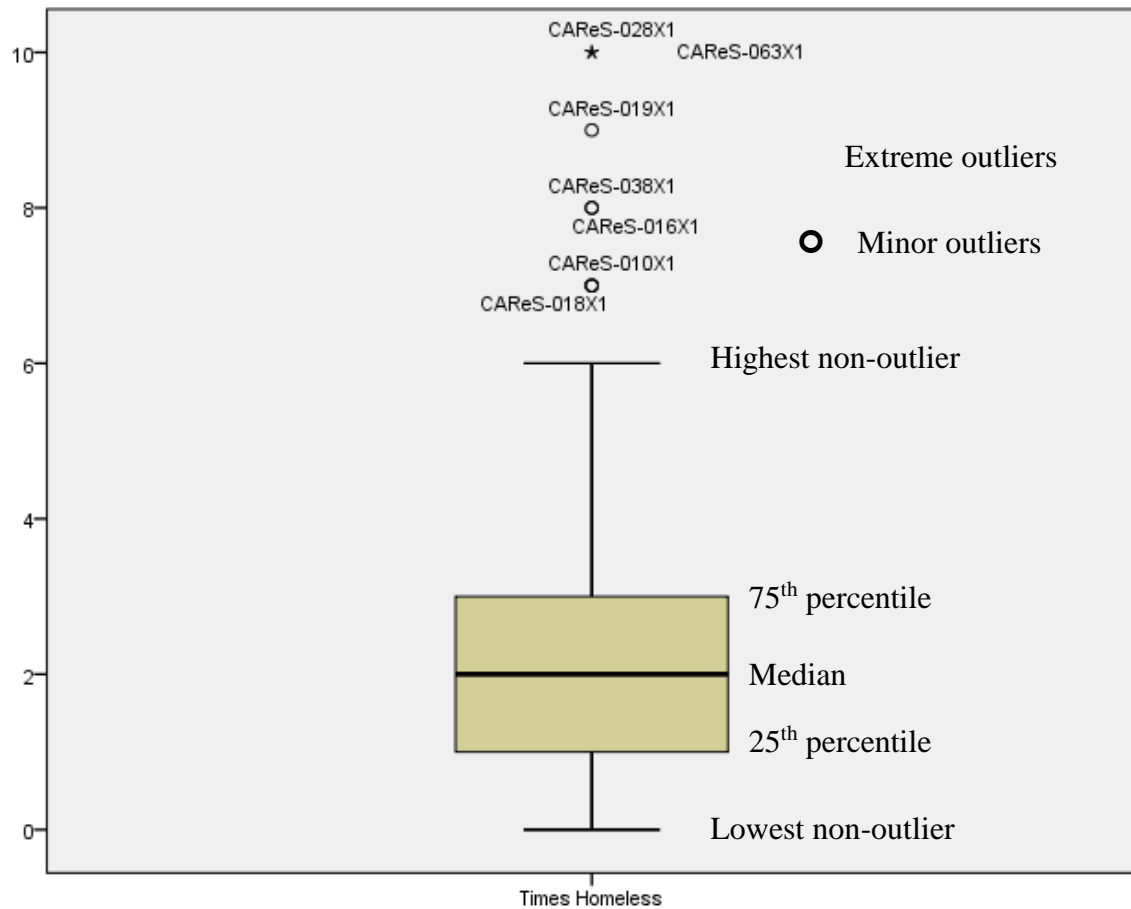 CAReS-028X1
10
CAReS-063X1
CAReS-019X1
Extreme outliers
CAReS-038X1
8
CAReS-016X1
Minor outliers
CAReS-010X1
CAReS-018X1
6
Highest non-outlier
4
75th percentile
2
Median
25th percentile
0
Lowest non-outlier
Times Homeless